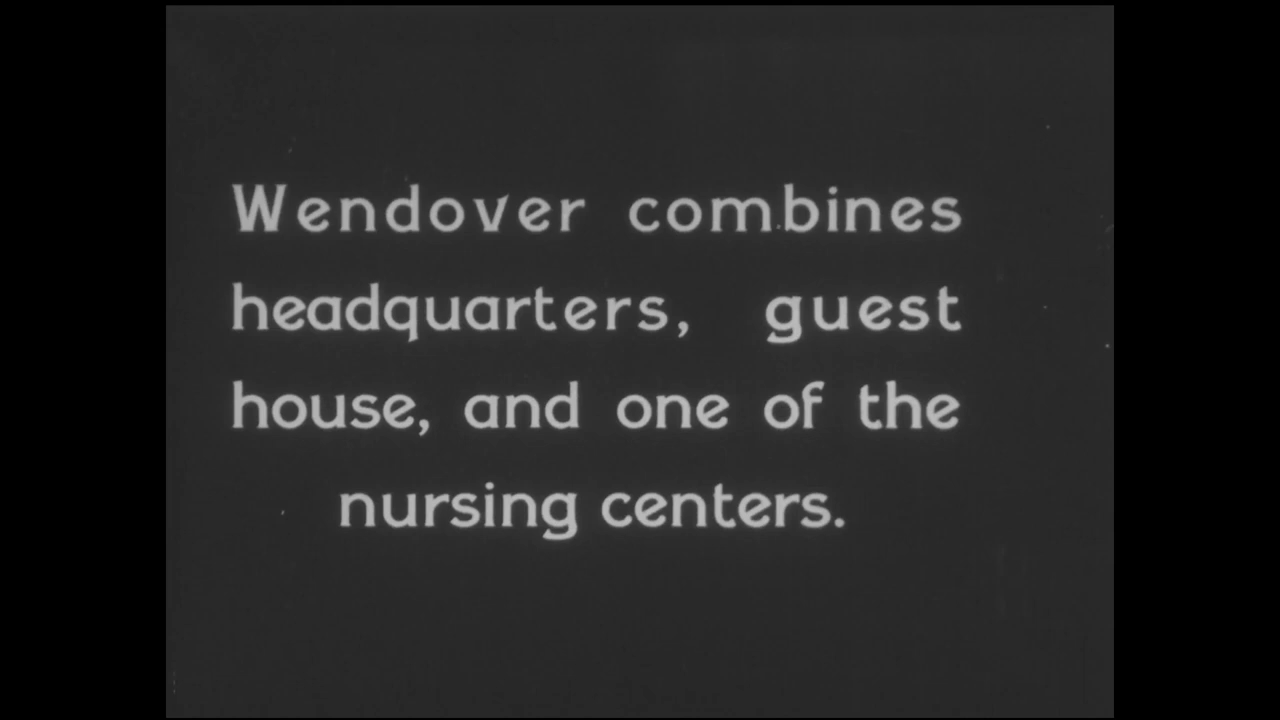 Wendover combines
headquarters, guest
house, and one of the
nursing centers.